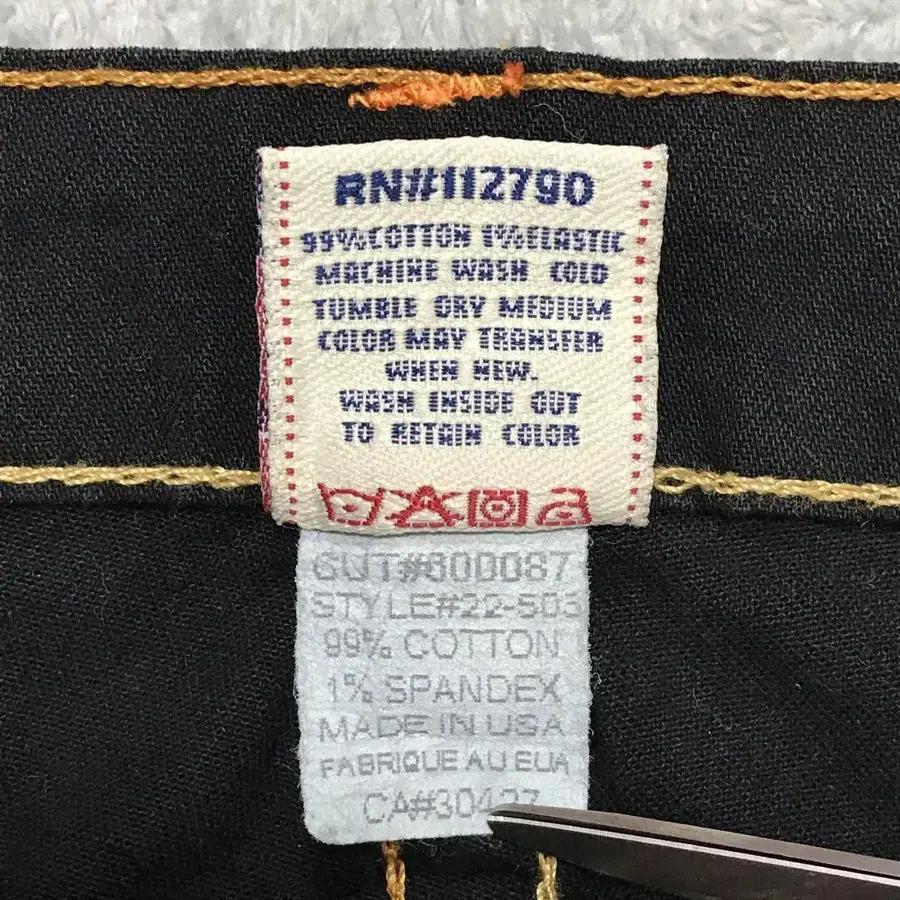 RN#112790
99%COTTON 1%ELASTIC
MACHINE WASH COLD
TUMBLE DRY MEDIUM
COLOR MAY TRANSFER
WHEN NEW.
WASH INSIDE OUT
TO RETAIN COLOR
CUT#600087
STYLE#22-503
99% COTTON
1% SPANDEX
MADE IN USA
FABRIQUE AU EUA
CA#30427